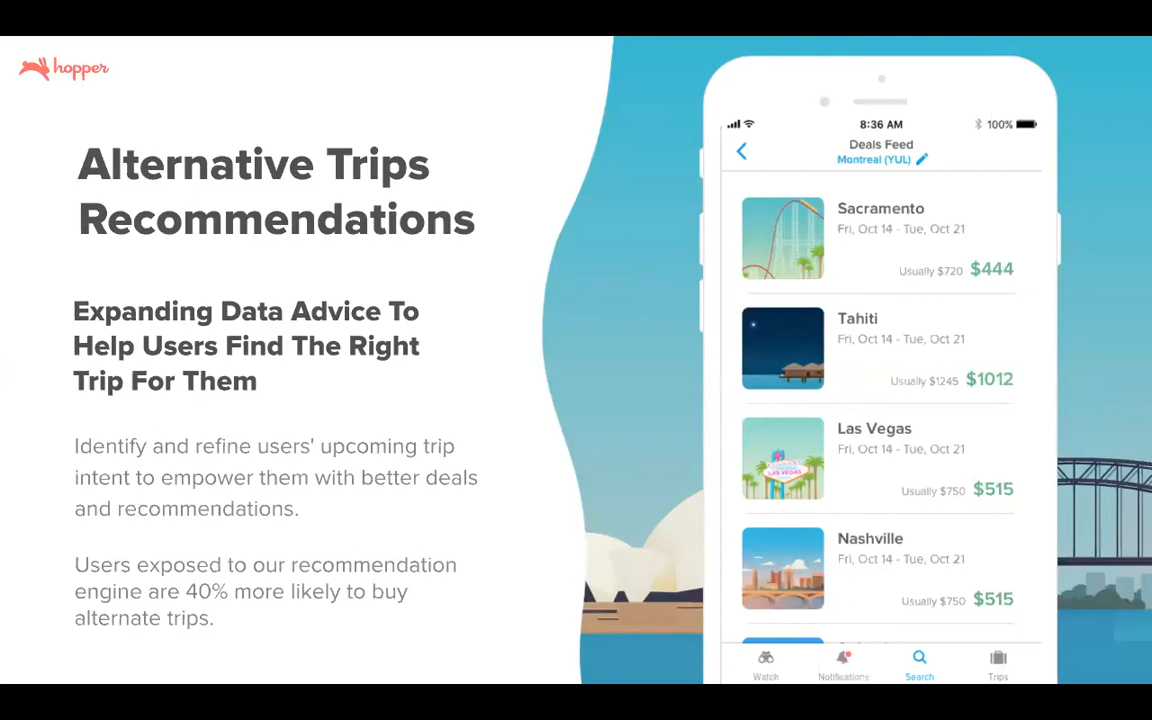 hopper
Alternative Trips
Recommendations
Expanding Data Advice To
Help Users Find The Right
Trip For Them
Identify and refine users' upcoming trip
intent to empower them with better deals
and recommendations.
Users exposed to our recommendation
engine are 40% more likely to buy
alternate trips.
8:36 AM
100%
Deals Feed
Montreal (YUL)
Sacramento
Fri, Oct 14 - Tue, Oct 21
Usually $720 $444
Tahiti
Fri, Oct 14 - Tue, Oct 21
Usually $1245 $1012
LAS VEGAS
Las Vegas
Fri, Oct 14 - Tue, Oct 21
Usually $750 $515
Nashville
Fri, Oct 14 - Tue, Oct 21
Usually $750 $515
Watch Notifications Search Trips